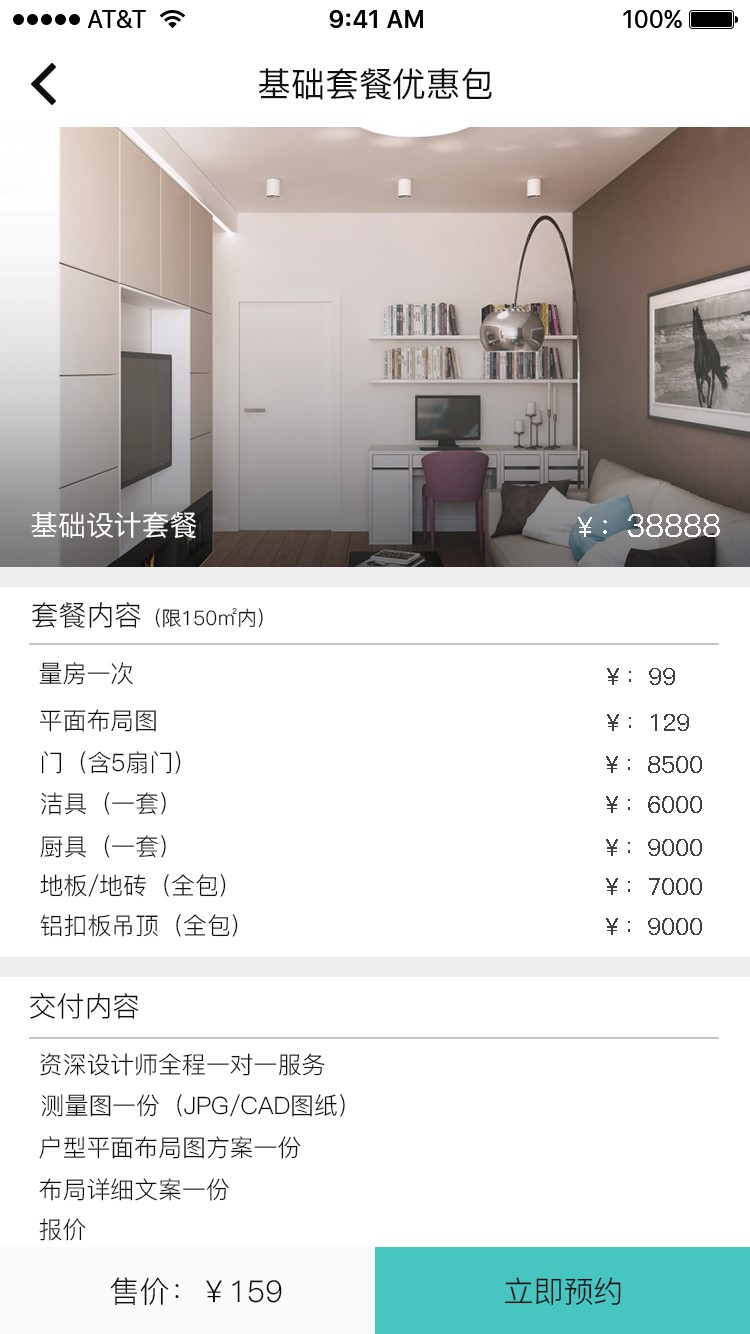 AT&T 9:41 AM 100%
基础套餐优惠包
基础设计套餐 ¥：38888
套餐内容（限150㎡内）
量房一次 ¥：99
平面布局图 ¥：129
门（含5扇门） ¥：8500
洁具（一套） ¥：6000
厨具（一套） ¥：9000
地板/地砖（全包） ¥：7000
铝扣板吊顶（全包） ¥：9000
交付内容
资深设计师全程一对一服务
测量图一份（JPG/CAD图纸）
户型平面布局图方案一份
布局详细文案一份
报价
售价：￥159 立即预约